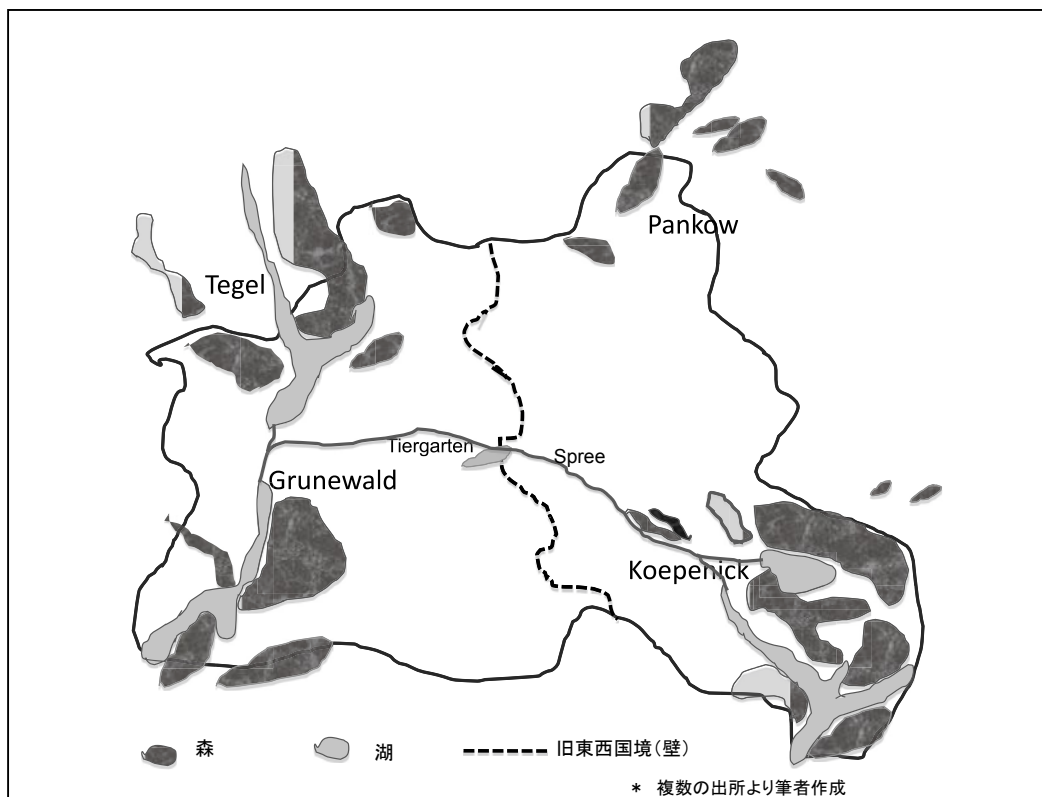 Pankow
Tegel
Tiergarten
Spree
Grunewald
Koepenick
森
湖
旧東西国境(壁)
* 複数の出所より筆者作成